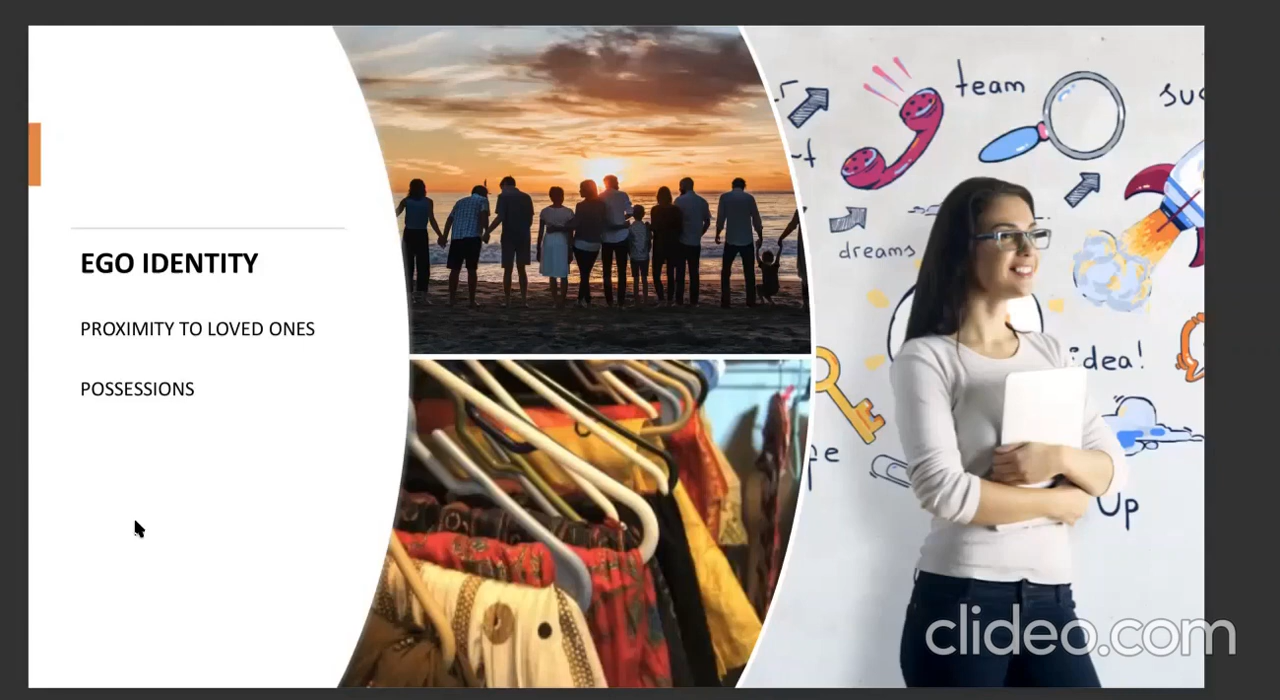 EGO IDENTITY
PROXIMITY TO LOVED ONES
POSSESSIONS
team
dreams
idea!
Up
clideo.com